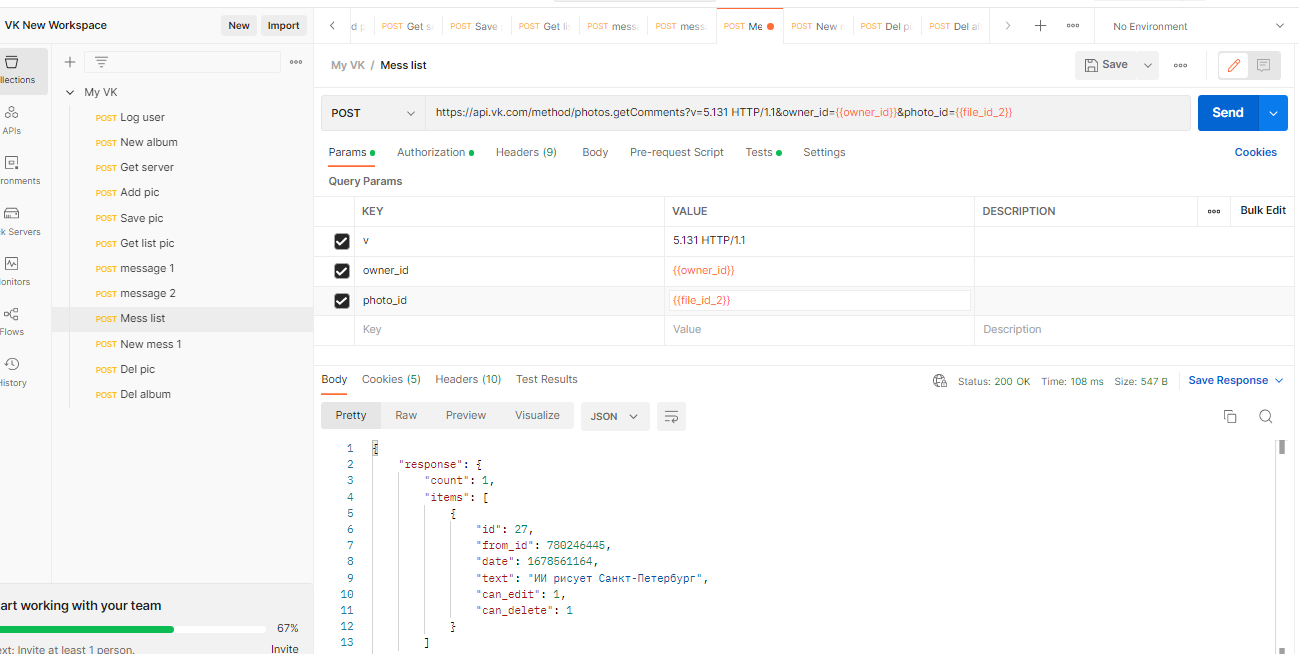 VK New Workspace
New
Import
POST Get s
POST Save
POST Get li
POST mess
POST mess
POST Me
POST New
POST Del p
POST Del a
No Environment
llections
APIs
ronments
k Servers
onitors
Flows
History
My VK
POST Log user
POST New album
POST Get server
POST Add pic
POST Save pic
POST Get list pic
POST message 1
POST message 2
POST Mess list
POST New mess 1
POST Del pic
POST Del album
art working with your team
67%
ext: Invite at least 1 person.
Invite
My VK / Mess list
Save
POST
https://api.vk.com/method/photos.getComments?v=5.131 HTTP/1.1&owner_id={{owner_id}}&photo_id={{file_id_2}}
Send
Params
Authorization
Headers (9)
Body
Pre-request Script
Tests
Settings
Cookies
Query Params
KEY VALUE DESCRIPTION
Bulk Edit
v 5.131 HTTP/1.1
owner_id {{owner_id}}
photo_id {{file_id_2}}
Key Value Description
Body
Cookies (5)
Headers (10)
Test Results
Status: 200 OK
Time: 108 ms
Size: 547 B
Save Response
Pretty
Raw
Preview
Visualize
JSON
1 {
2 "response": {
3 "count": 1,
4 "items": [
5 {
6 "id": 27,
7 "from_id": 780246445,
8 "date": 1678561164,
9 "text": "ИИ рисует Санкт-Петербург",
10 "can_edit": 1,
11 "can_delete": 1
12 }
13 ]